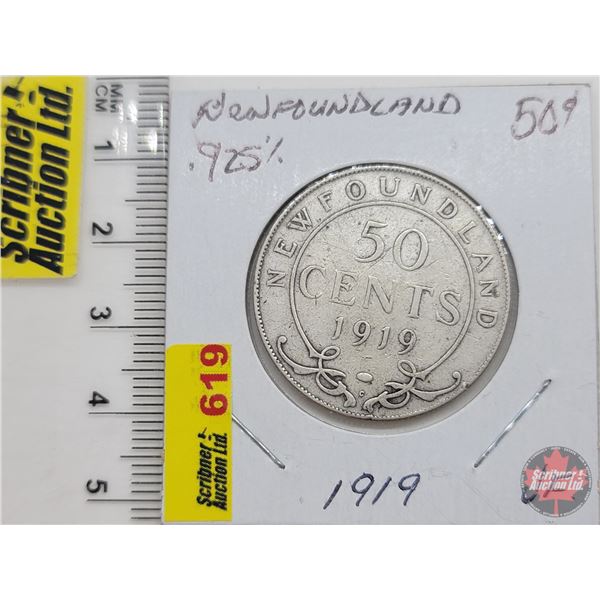 Scribner
Auction Ltd.
MM
CM
1
2
3
4
5
NEWFOUNDLAND
50¢
.925%
NEWFOUNDLAND
50
CENTS
1919
619
Scribner
Auction Ltd.
1919
Scribner
Auction Ltd.